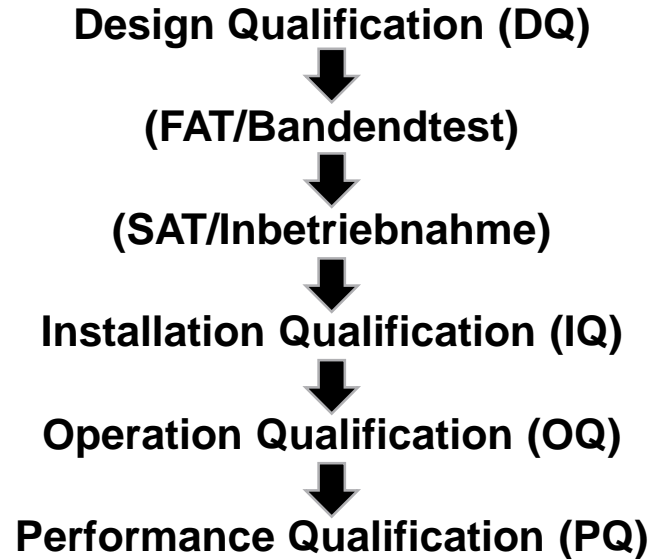 Design Qualification (DQ)
(FAT/Bandendtest)
(SAT/Inbetriebnahme)
Installation Qualification (IQ)
Operation Qualification (OQ)
Performance Qualification (PQ)